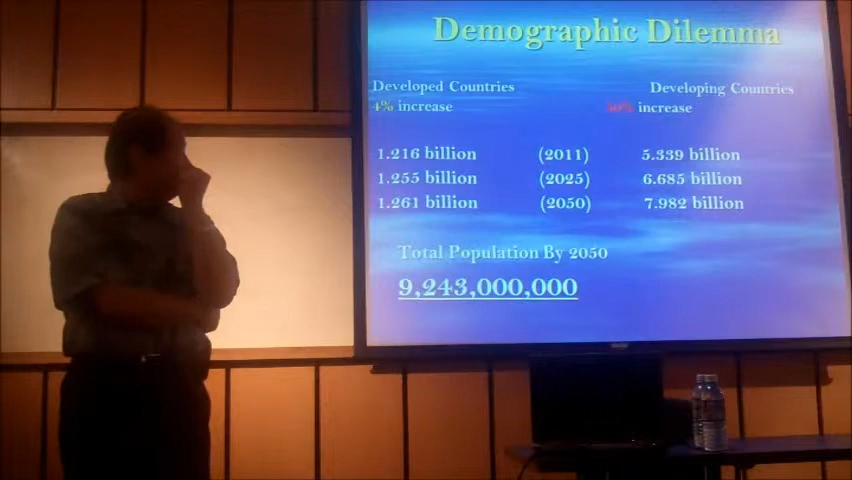 Demographic Dilemma
Developed Countries Developing Countries
4% increase 50% increase
1.216 billion (2011) 5.339 billion
1.255 billion (2025) 6.685 billion
1.261 billion (2050) 7.982 billion
Total Population By 2050
9,243,000,000